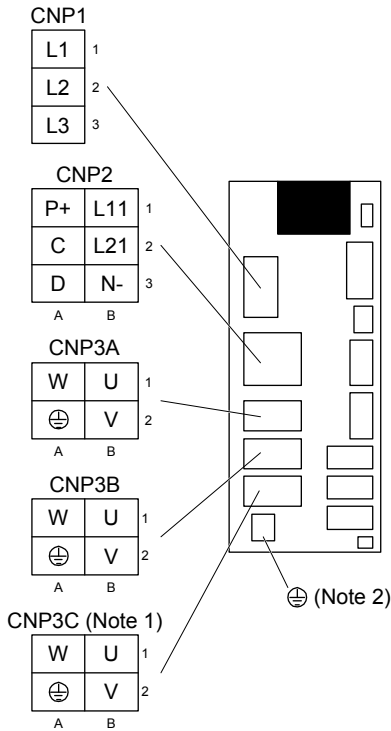 CNP1
L1 1
L2 2
L3 3
CNP2
P+ L11 1
C L21 2
D N- 3
A B
CNP3A
W U 1
⏚ V 2
A B
CNP3B
W U 1
⏚ V 2
A B
⏚ (Note 2)
CNP3C (Note 1)
W U 1
⏚ V 2
A B